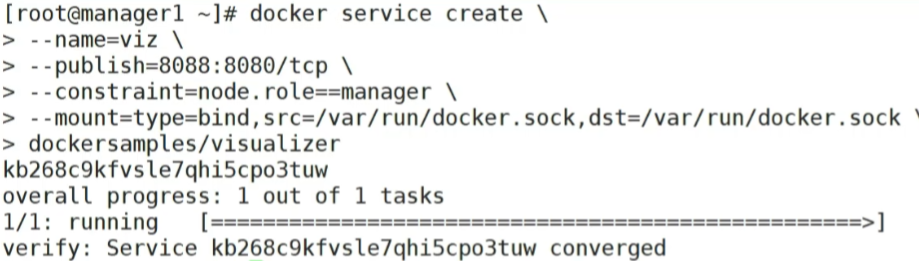 [root@manager1 ~]# docker service create \
> --name=viz \
> --publish=8088:8080/tcp \
> --constraint=node.role==manager \
> --mount=type=bind,src=/var/run/docker.sock,dst=/var/run/docker.sock \
> dockersamples/visualizer
kb268c9kfvsle7qhi5cpo3tuw
overall progress: 1 out of 1 tasks
1/1: running   [==================================================>]
verify: Service kb268c9kfvsle7qhi5cpo3tuw converged